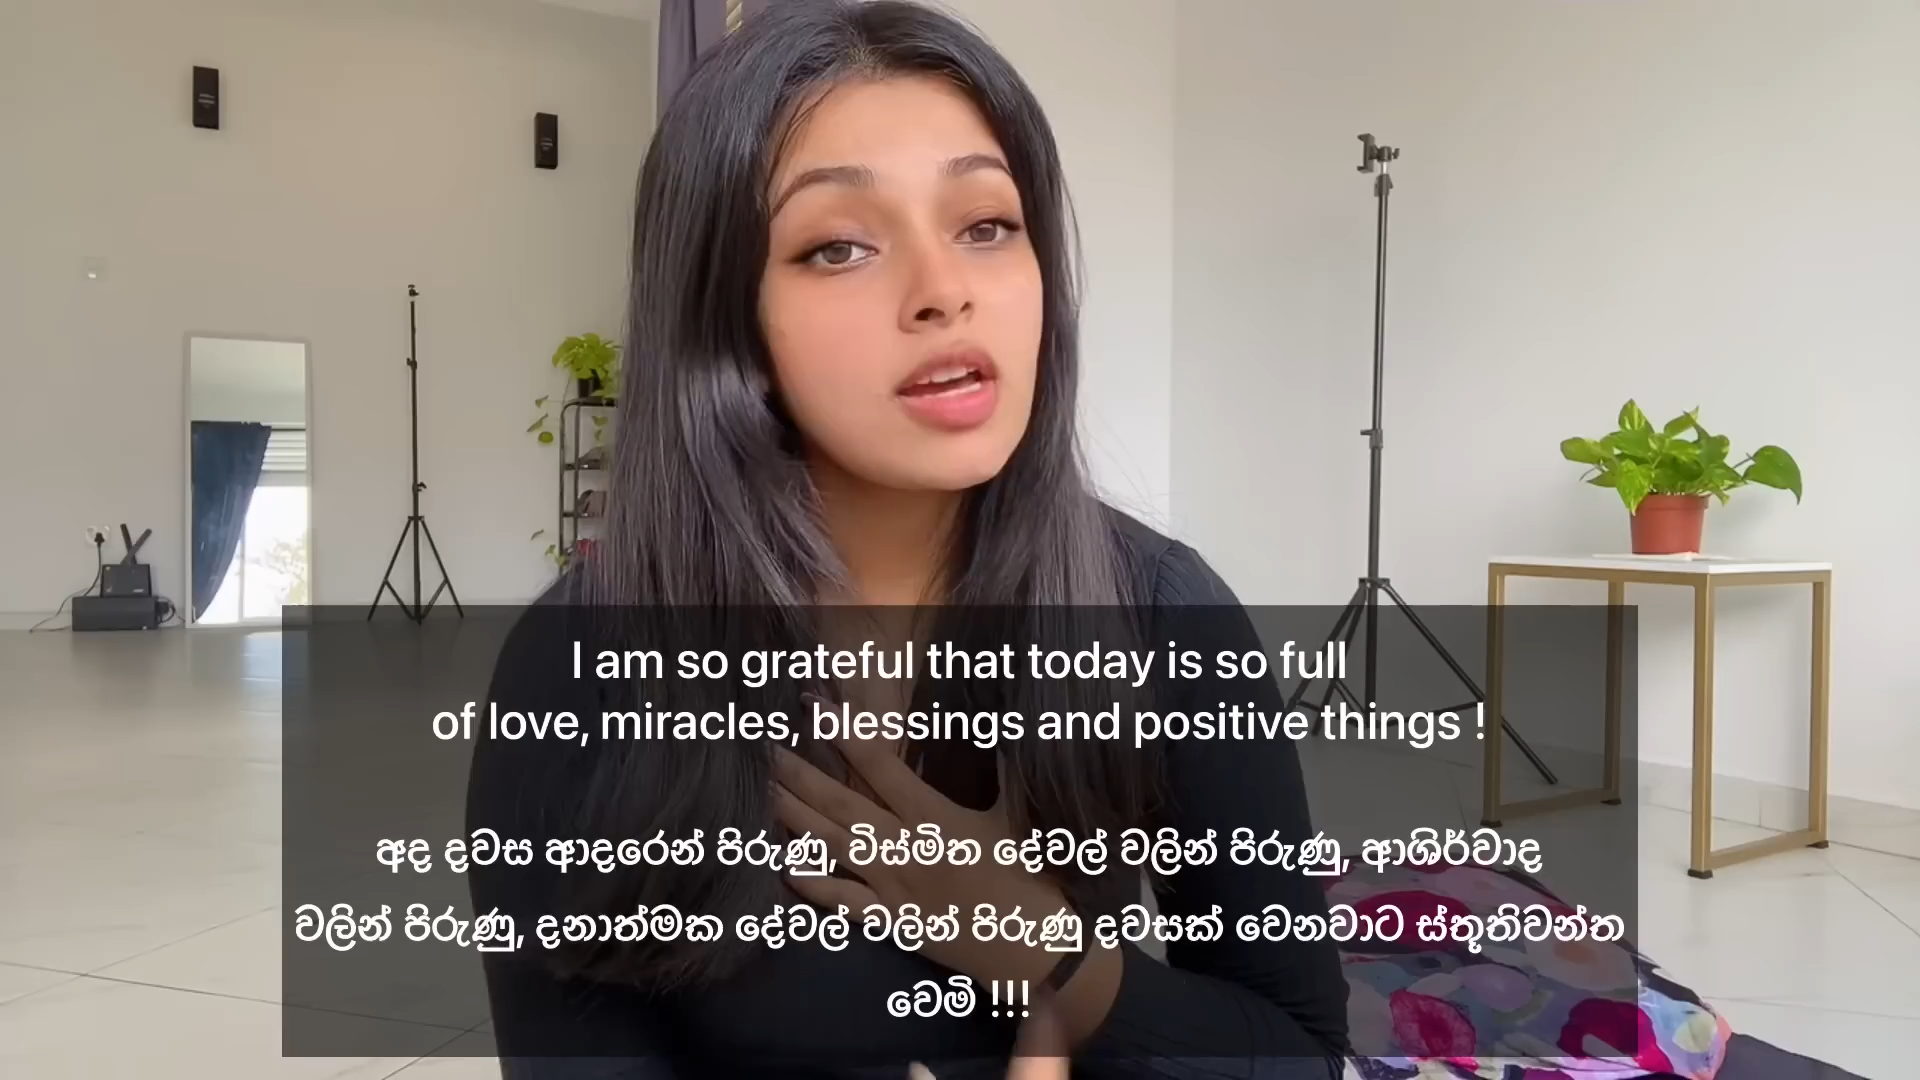 I am so grateful that today is so full
of love, miracles, blessings and positive things !
අද දවස ආදරෙන් පිරුණු, විස්මිත දේවල් වලින් පිරුණු, ආශිර්වාද
වලින් පිරුණු, දනාත්මක දේවල් වලින් පිරුණු දවසක් වෙනවාට ස්තූතිවන්ත
වෙමි !!!